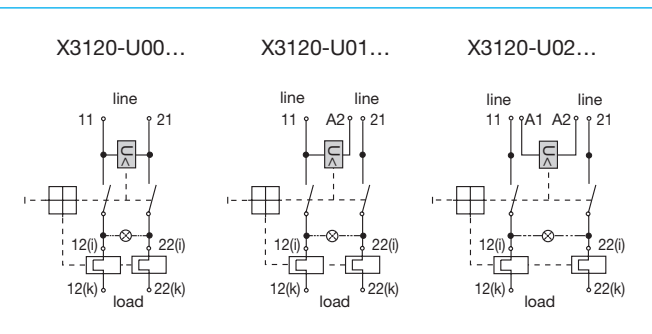 X3120-U00… X3120-U01… X3120-U02…
line line line line line
11 21 11 A2 21 11 A1 A2 21
U< U< U<
12(i) 22(i) 12(i) 22(i) 12(i) 22(i)
12(k) 22(k) 12(k) 22(k) 12(k) 22(k)
load load load